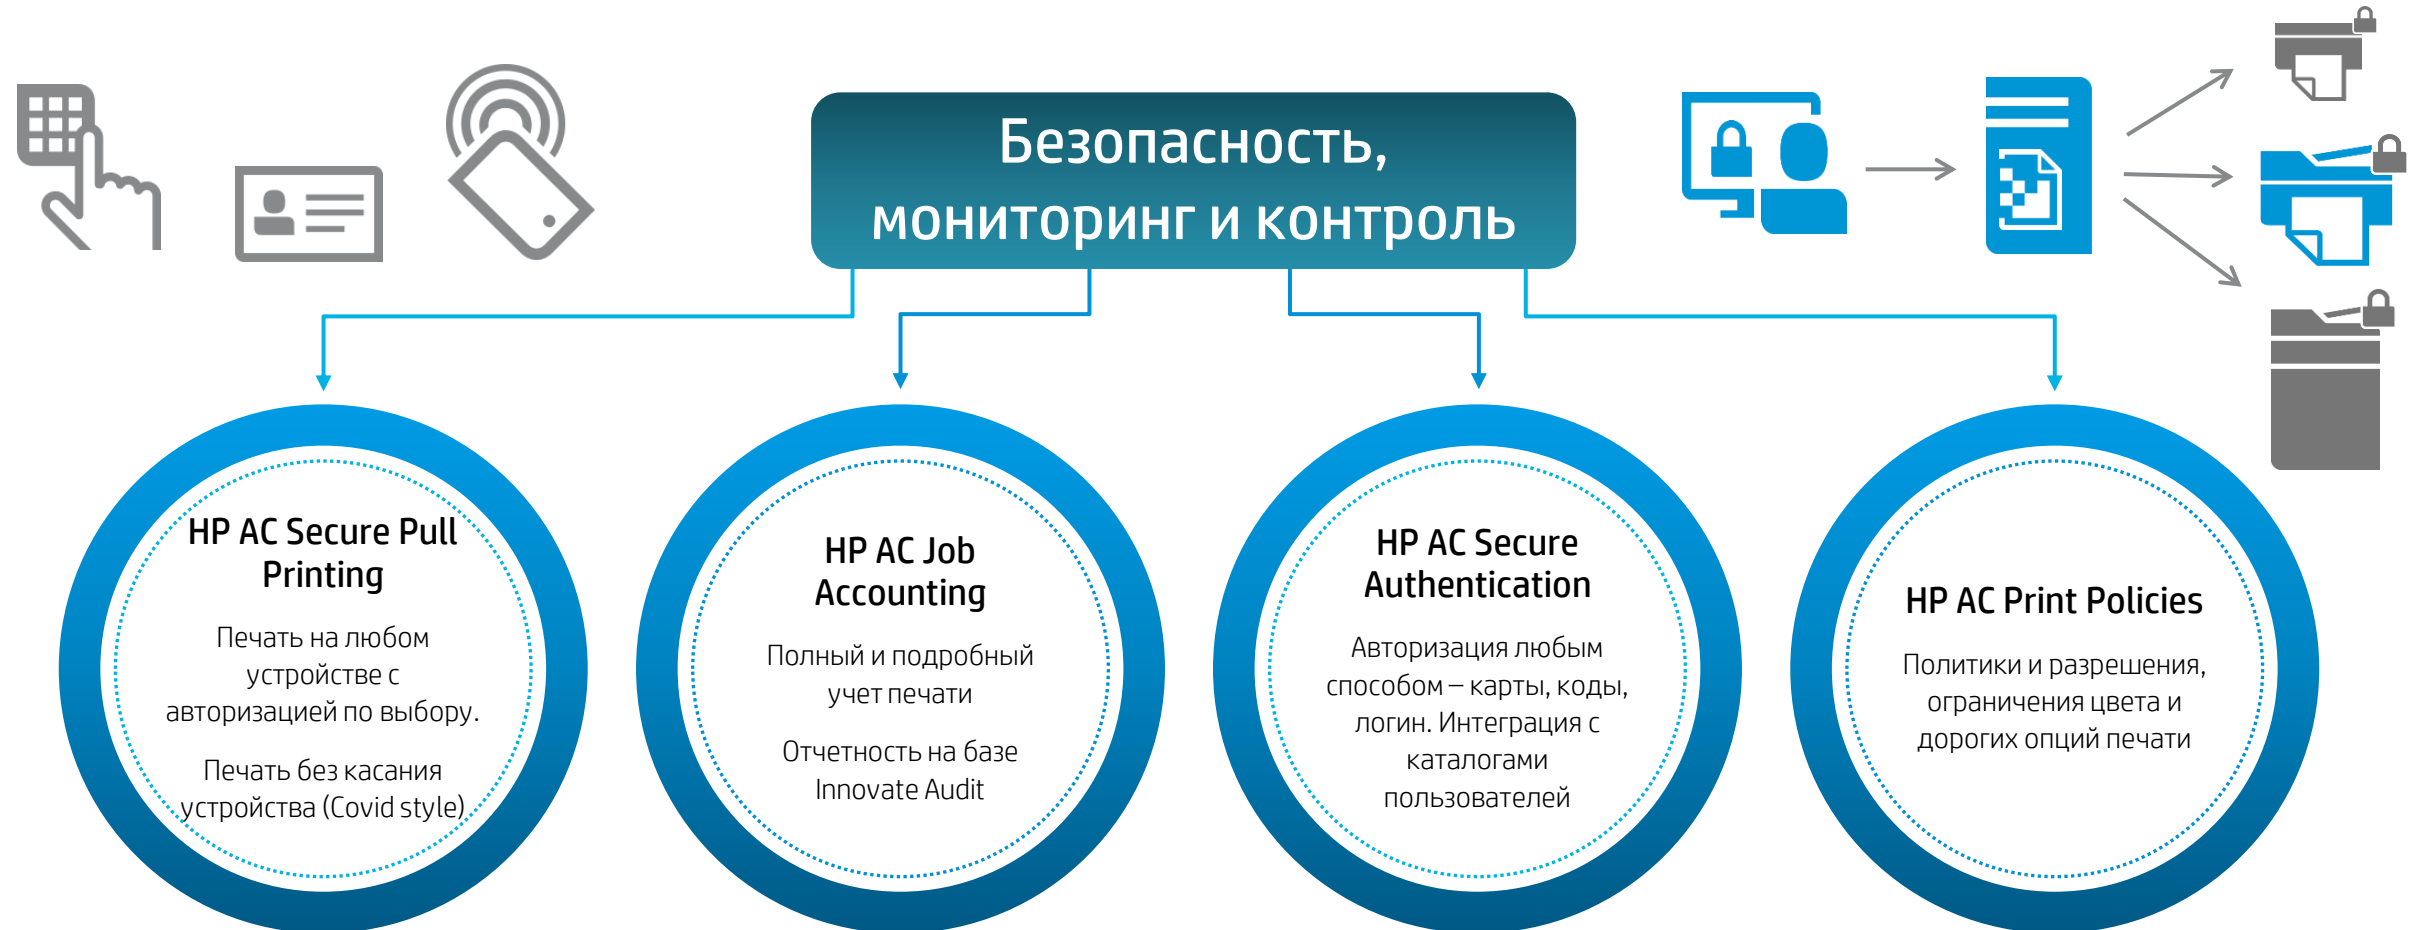 Безопасность,
мониторинг и контроль
HP AC Secure Pull
Printing
Печать на любом
устройстве с
авторизацией по выбору.
Печать без касания
устройства (Covid style)
HP AC Job
Accounting
Полный и подробный
учет печати
Отчетность на базе
Innovate Audit
HP AC Secure
Authentication
Авторизация любым
способом – карты, коды,
логин. Интеграция с
каталогами
пользователей
HP AC Print Policies
Политики и разрешения,
ограничения цвета и
дорогих опций печати